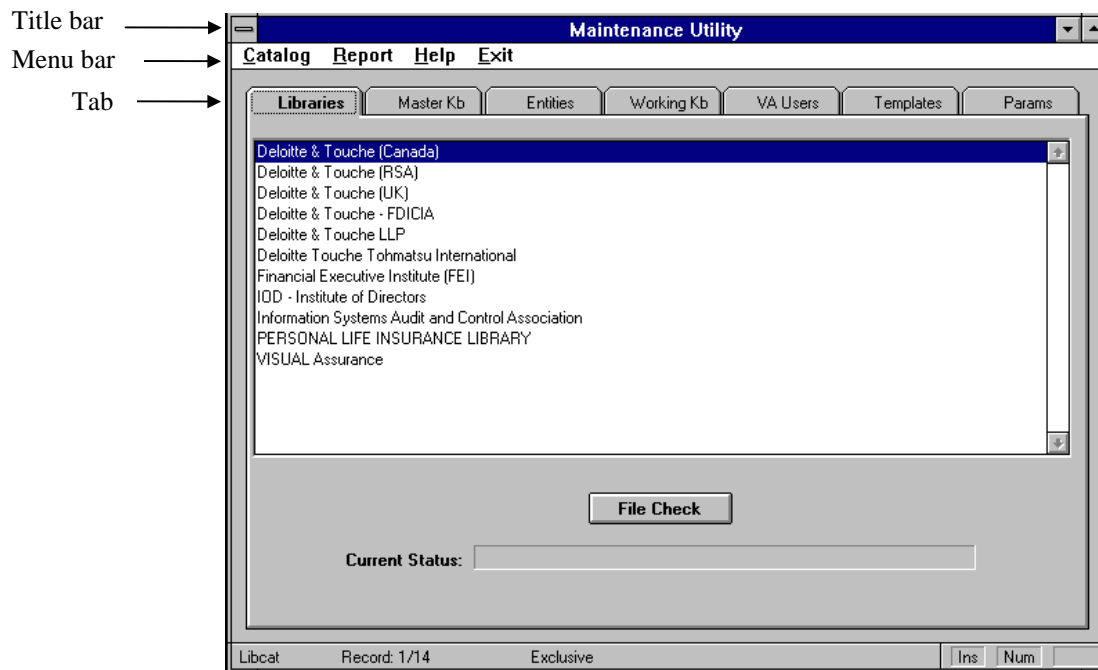 Title bar
Maintenance Utility
Menu bar
Catalog Report Help Exit
Tab
Libraries Master Kb Entities Working Kb VA Users Templates Params
Deloitte & Touche (Canada)
Deloitte & Touche (RSA)
Deloitte & Touche (UK)
Deloitte & Touche - FDICIA
Deloitte & Touche LLP
Deloitte Touche Tohmatsu International
Financial Executive Institute (FEI)
IOD - Institute of Directors
Information Systems Audit and Control Association
PERSONAL LIFE INSURANCE LIBRARY
VISUAL Assurance
File Check
Current Status:
Libcat Record: 1/14 Exclusive Ins Num